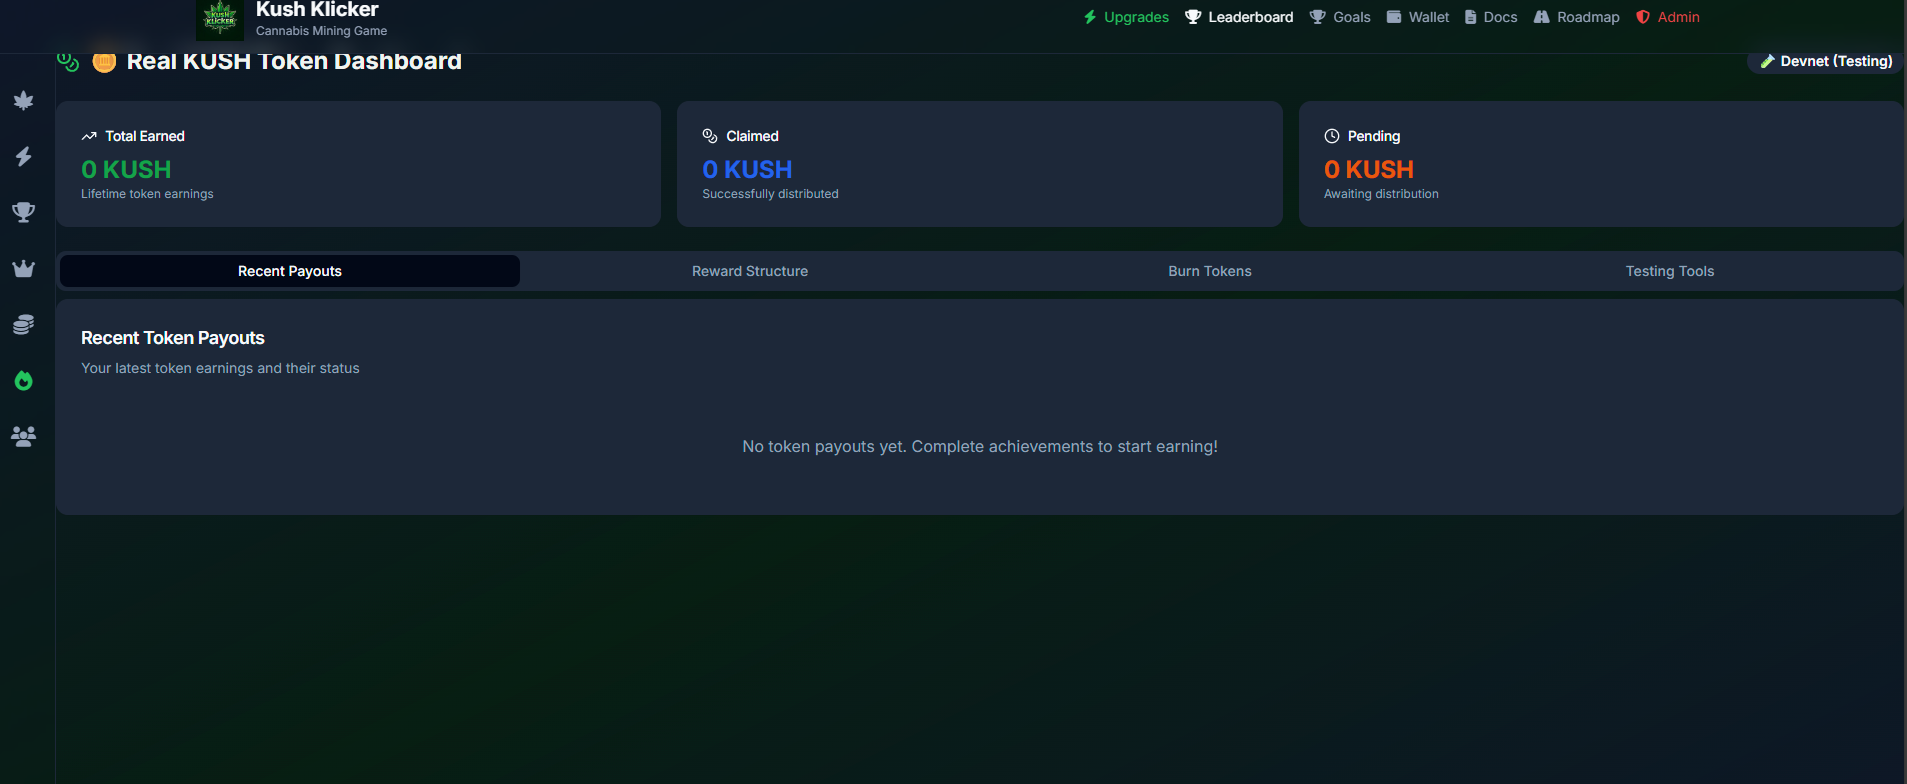 Kush Klicker
Cannabis Mining Game
KUSH
KLICKER
Upgrades
Leaderboard
Goals
Wallet
Docs
Roadmap
Admin
Real KUSH Token Dashboard
Devnet (Testing)
Total Earned
0 KUSH
Lifetime token earnings
Claimed
0 KUSH
Successfully distributed
Pending
0 KUSH
Awaiting distribution
Recent Payouts
Reward Structure
Burn Tokens
Testing Tools
Recent Token Payouts
Your latest token earnings and their status
No token payouts yet. Complete achievements to start earning!